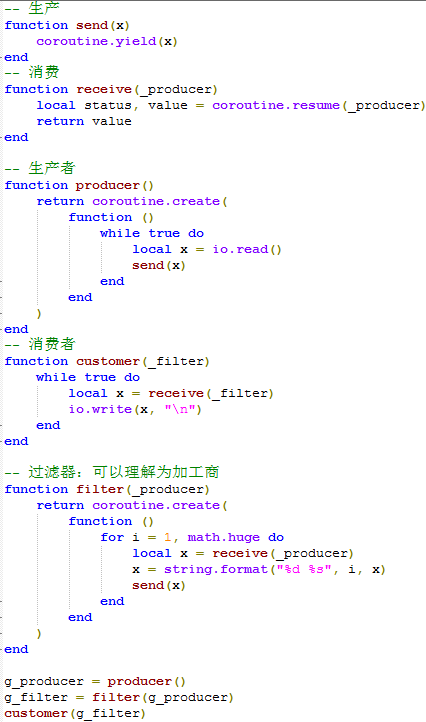 -- 生产
function send(x)
    coroutine.yield(x)
end
-- 消费
function receive(_producer)
    local status, value = coroutine.resume(_producer)
    return value
end

-- 生产者
function producer()
    return coroutine.create(
        function ()
            while true do
                local x = io.read()
                send(x)
            end
        end
    )
end
-- 消费者
function customer(_filter)
    while true do
        local x = receive(_filter)
        io.write(x, "\n")
    end
end

-- 过滤器: 可以理解为加工商
function filter(_producer)
    return coroutine.create(
        function ()
            for i = 1, math.huge do
                local x = receive(_producer)
                x = string.format("%d %s", i, x)
                send(x)
            end
        end
    )
end

g_producer = producer()
g_filter = filter(g_producer)
customer(g_filter)